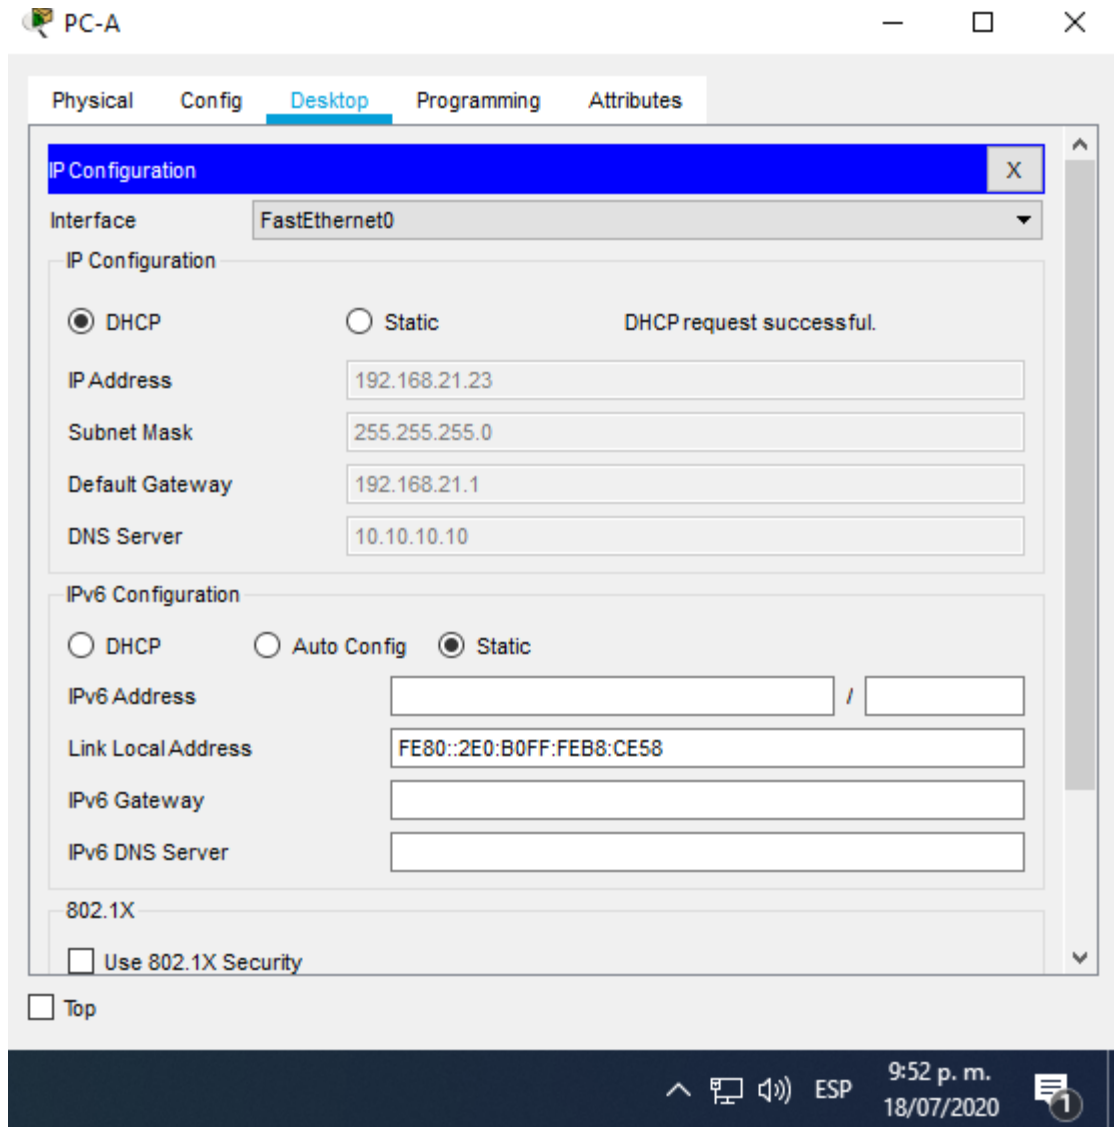 PC-A
Physical Config Desktop Programming Attributes
IP Configuration X
Interface FastEthernet0
IP Configuration
DHCP Static DHCP request successful.
IP Address 192.168.21.23
Subnet Mask 255.255.255.0
Default Gateway 192.168.21.1
DNS Server 10.10.10.10
IPv6 Configuration
DHCP Auto Config Static
IPv6 Address /
Link Local Address FE80::2E0:B0FF:FEB8:CE58
IPv6 Gateway
IPv6 DNS Server
802.1X
Use 802.1X Security
Top
ESP 9:52 p. m.
18/07/2020 1